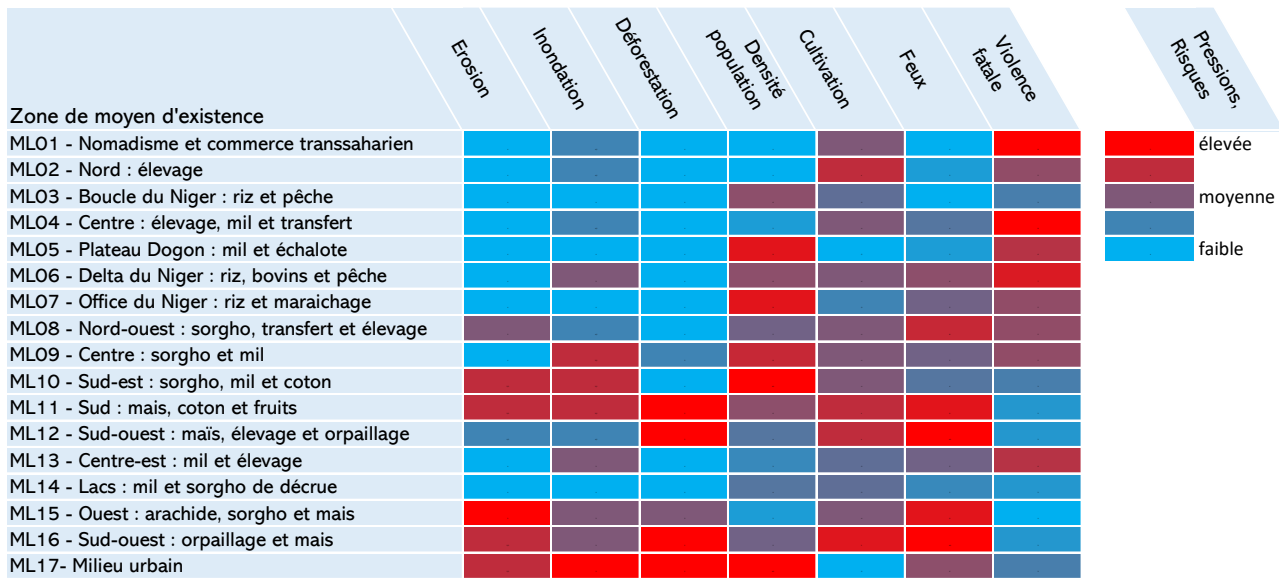 Erosion
Inondation
Déforestation
Densité
population
Cultivation
Feux
Violence
fatale
Pressions,
Risques
Zone de moyen d'existence
ML01 - Nomadisme et commerce transsaharien
élevée
ML02 - Nord : élevage
ML03 - Boucle du Niger : riz et pêche
moyenne
ML04 - Centre : élevage, mil et transfert
ML05 - Plateau Dogon : mil et échalote
faible
ML06 - Delta du Niger : riz, bovins et pêche
ML07 - Office du Niger : riz et maraichage
ML08 - Nord-ouest : sorgho, transfert et élevage
ML09 - Centre : sorgho et mil
ML10 - Sud-est : sorgho, mil et coton
ML11 - Sud : mais, coton et fruits
ML12 - Sud-ouest : maïs, élevage et orpaillage
ML13 - Centre-est : mil et élevage
ML14 - Lacs : mil et sorgho de décrue
ML15 - Ouest : arachide, sorgho et mais
ML16 - Sud-ouest : orpaillage et mais
ML17- Milieu urbain